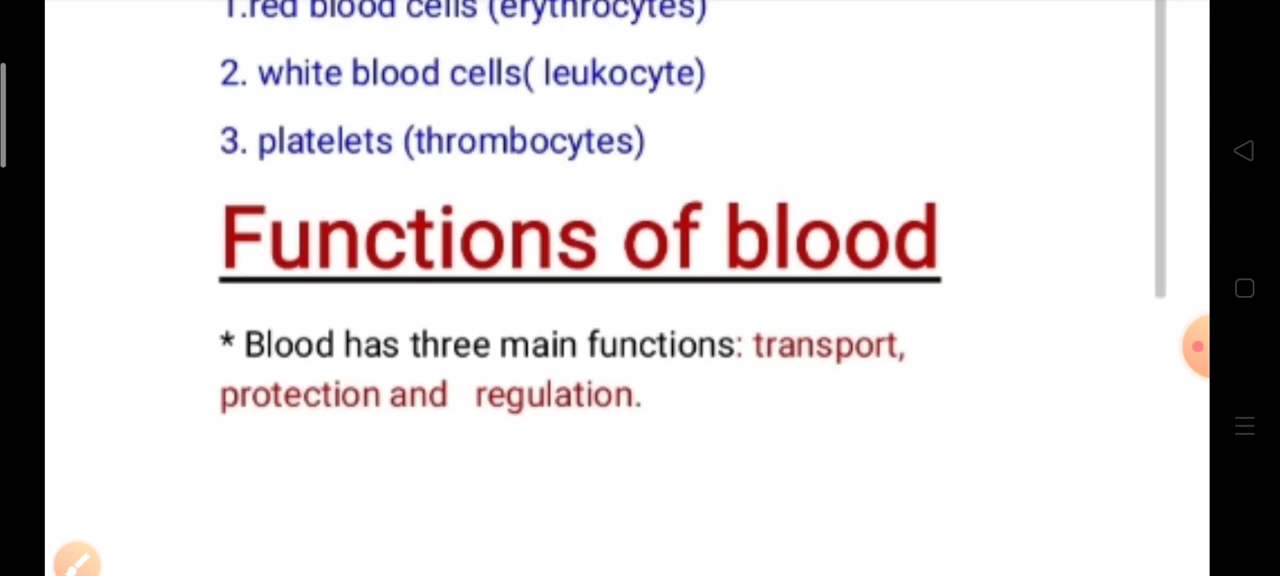 1.red blood cells (erythrocytes)
2. white blood cells( leukocyte)
3. platelets (thrombocytes)
Functions of blood
* Blood has three main functions: transport,
protection and regulation.